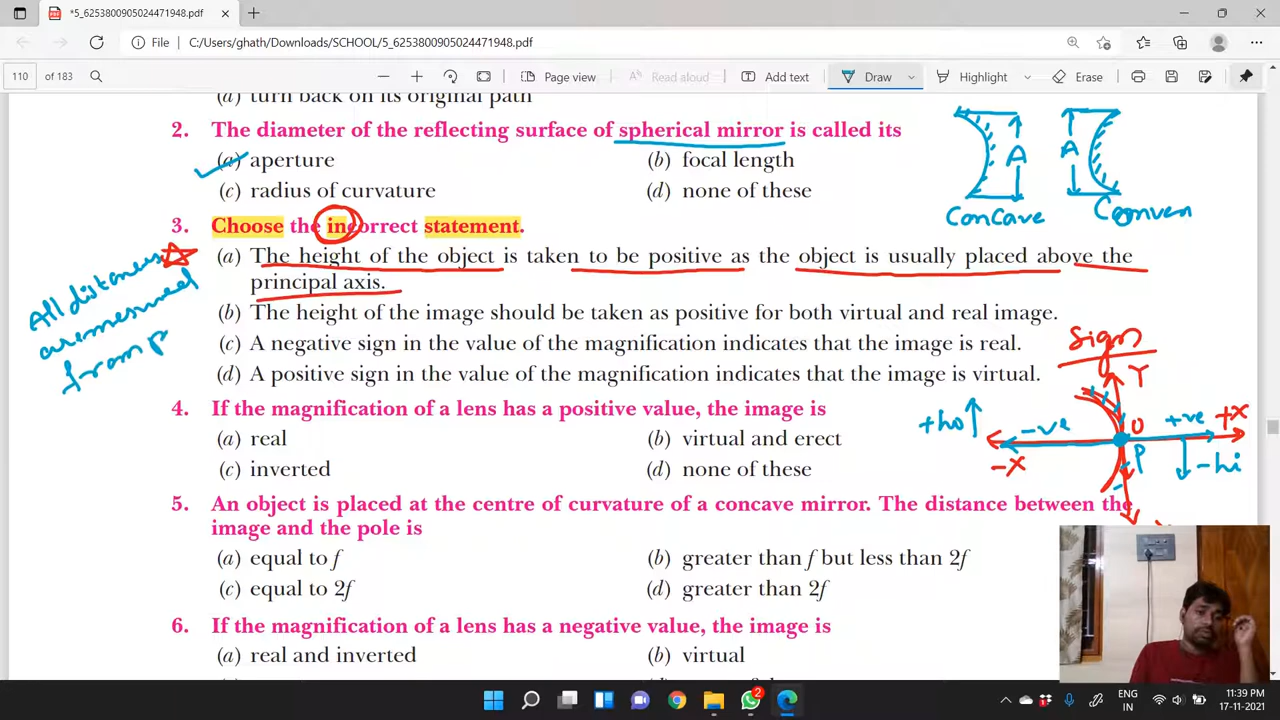 *5_6253800905024471948.pdf
File C:/Users/ghath/Downloads/SCHOOL/5_6253800905024471948.pdf
110 of 183 Page view Read aloud Add text Draw Highlight Erase
(a) turn back on its original path
2. The diameter of the reflecting surface of spherical mirror is called its
(a) aperture (b) focal length
(c) radius of curvature (d) none of these
A A
ConCave
3. Choose the incorrect statement.
(a) The height of the object is taken to be positive as the object is usually placed above the
principal axis.
(b) The height of the image should be taken as positive for both virtual and real image.
(c) A negative sign in the value of the magnification indicates that the image is real.
(d) A positive sign in the value of the magnification indicates that the image is virtual.
All distances
from P
Sign
Y
+ho -ve O +ve +X
-X P -hi
4. If the magnification of a lens has a positive value, the image is
(a) real (b) virtual and erect
(c) inverted (d) none of these
5. An object is placed at the centre of curvature of a concave mirror. The distance between the
image and the pole is
(a) equal to f (b) greater than f but less than 2f
(c) equal to 2f (d) greater than 2f
6. If the magnification of a lens has a negative value, the image is
(a) real and inverted (b) virtual
2
ENG
IN
11:39 PM
17-11-2021